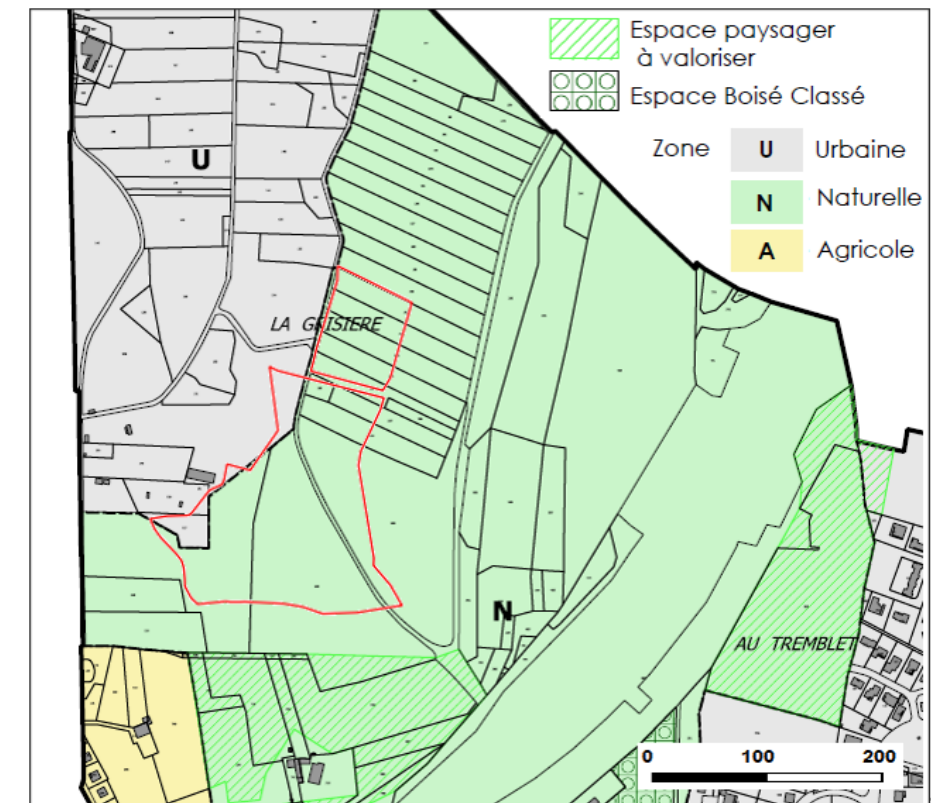 Espace paysager
à valoriser
Espace Boisé Classé
Zone U Urbaine
N Naturelle
A Agricole
U
LA GRISIERE
N
AU TREMBLET
0 100 200